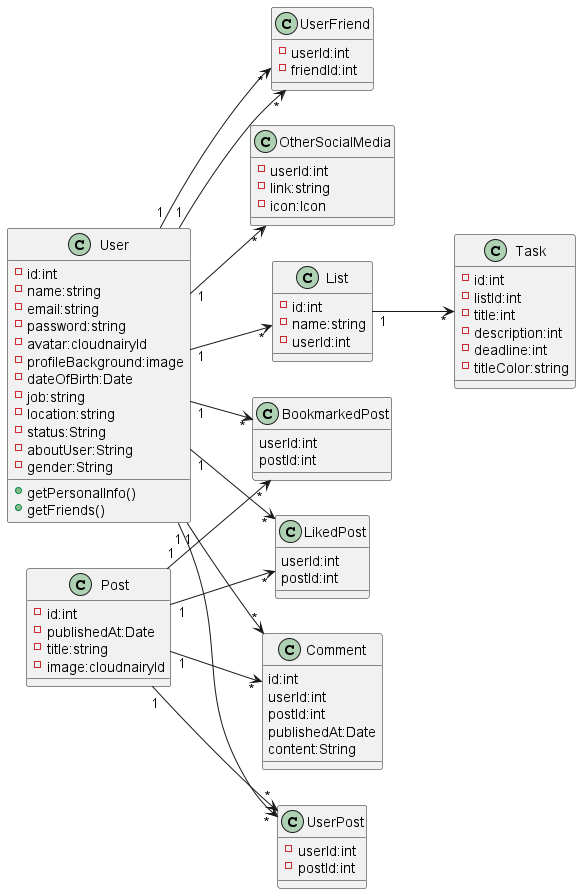 C UserFriend
userId:int
friendId:int
C OtherSocialMedia
userId:int
link:string
icon:Icon
C User
id:int
name:string
email:string
password:string
avatar:cloudnairyId
profileBackground:image
dateOfBirth:Date
job:string
location:string
status:String
aboutUser:String
gender:String
getPersonalInfo()
getFriends()
C List
id:int
name:string
userId:int
C Task
id:int
listId:int
title:int
description:int
deadline:int
titleColor:string
C BookmarkedPost
userId:int
postId:int
C LikedPost
userId:int
postId:int
C Post
id:int
publishedAt:Date
title:string
image:cloudnairyId
C Comment
id:int
userId:int
postId:int
publishedAt:Date
content:String
C UserPost
userId:int
postId:int
1
*
1
*
1
*
1
*
1
*
1
*
1
*
1
*
1
*
1
*
1
*
1
*
1
*